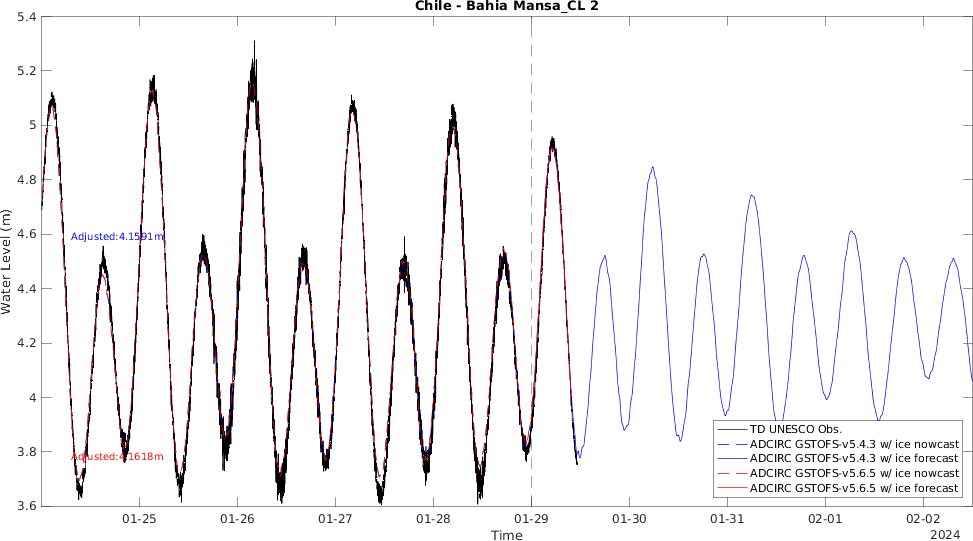 Chile - Bahia Mansa_CL 2
Water Level (m)
5.4
5.2
5
4.8
4.6
4.4
4.2
4
3.8
3.6
Adjusted:4.1591m
Adjusted:4.1618m
TD UNESCO Obs.
ADCIRC GSTOFS-v5.4.3 w/ ice nowcast
ADCIRC GSTOFS-v5.4.3 w/ ice forecast
ADCIRC GSTOFS-v5.6.5 w/ ice nowcast
ADCIRC GSTOFS-v5.6.5 w/ ice forecast
01-25 01-26 01-27 01-28 01-29 01-30 01-31 02-01 02-02
Time
2024